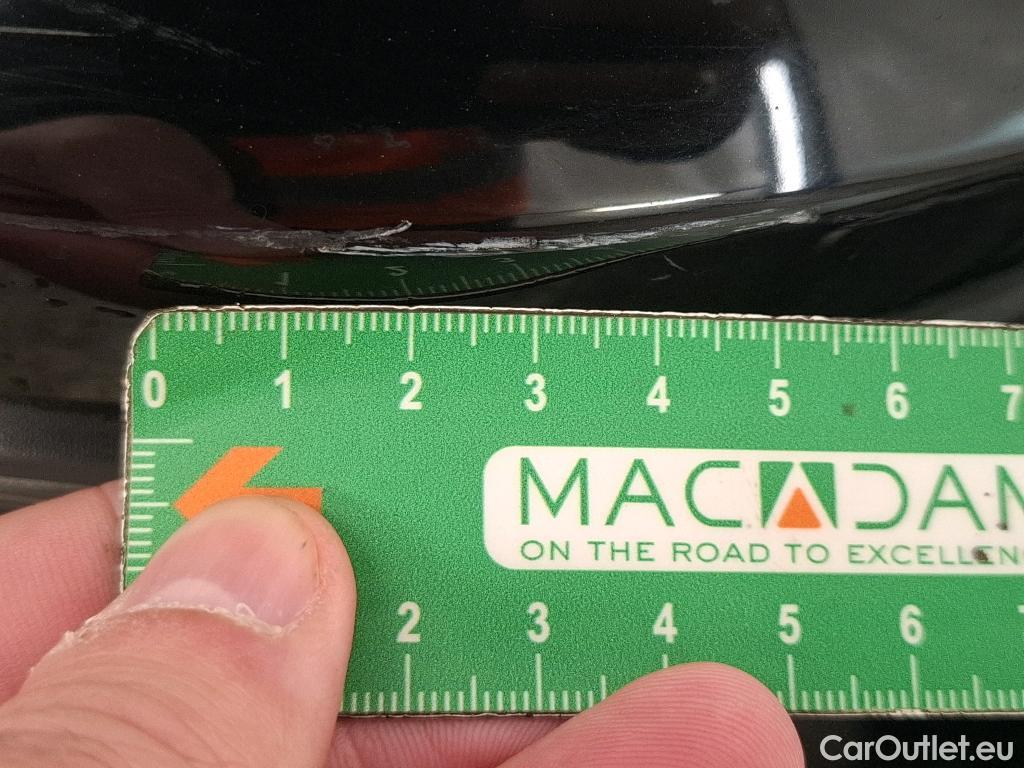 0 1 2 3 4 5 6 7
MACADAM
ON THE ROAD TO EXCELLENC
2 3 4 5 6
CarOutlet.eu